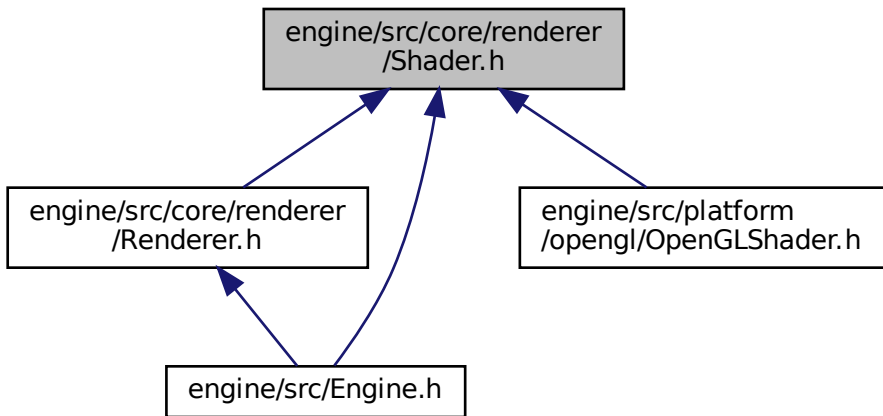 engine/src/core/renderer
/Shader.h
engine/src/core/renderer
/Renderer.h
engine/src/platform
/opengl/OpenGLShader.h
engine/src/Engine.h